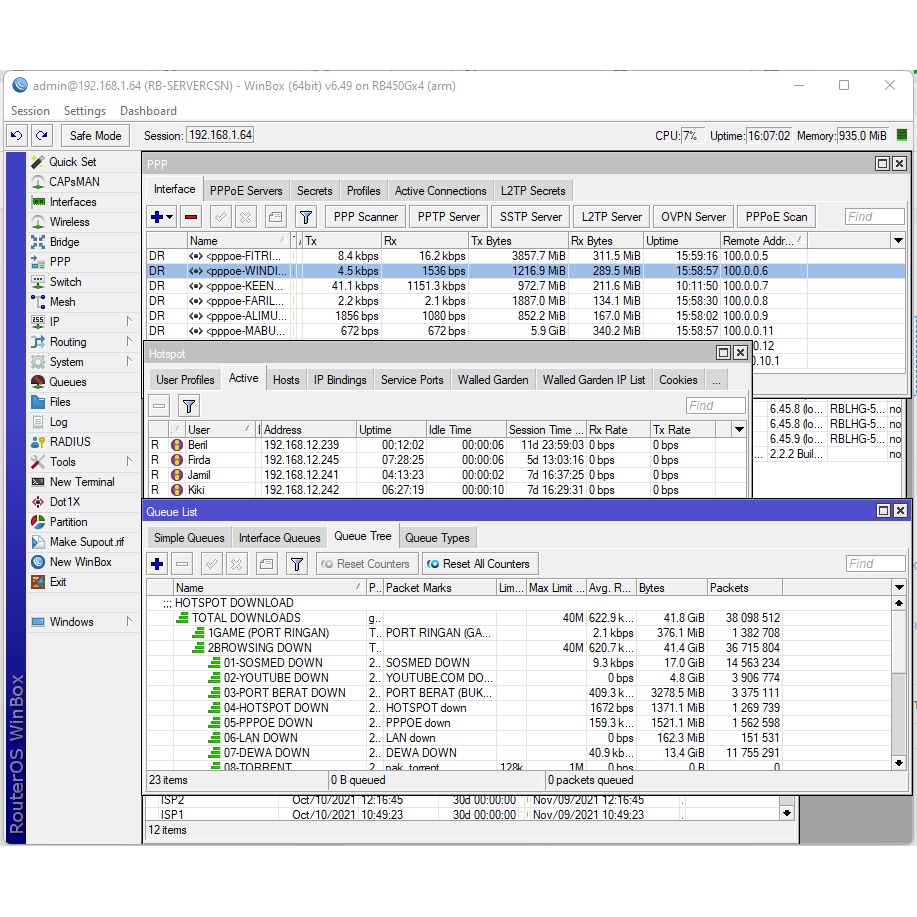 admin@192.168.1.64 (RB-SERVERCSN) - WinBox (64bit) v6.49 on RB450Gx4 (arm)
Session Settings Dashboard
Safe Mode Session: 192.168.1.64 CPU: 7% Uptime: 16:07:02 Memory: 935.0 MiB
Quick Set
CAPsMAN
Interfaces
Wireless
Bridge
PPP
Switch
Mesh
IP
Routing
System
Queues
Files
Log
RADIUS
Tools
New Terminal
Dot1X
Partition
Make Supout.rif
New WinBox
Exit
Windows
RouterOS WinBox
PPP
Interface PPPoE Servers Secrets Profiles Active Connections L2TP Secrets
PPP Scanner PPTP Server SSTP Server L2TP Server OVPN Server PPPoE Scan Find
Name Tx Rx Tx Bytes Rx Bytes Uptime Remote Addr...
DR <pppoe-FITRI... 8.4 kbps 16.2 kbps 3857.7 MiB 311.5 MiB 15:59:16 100.0.0.5
DR <pppoe-WINDI... 4.5 kbps 1536 bps 1216.9 MiB 289.5 MiB 15:58:57 100.0.0.6
DR <pppoe-KEEN... 41.1 kbps 1151.3 kbps 972.7 MiB 211.6 MiB 10:11:50 100.0.0.7
DR <pppoe-FARIL... 2.2 kbps 2.1 kbps 1887.0 MiB 134.1 MiB 15:58:30 100.0.0.8
DR <pppoe-ALIMU... 1856 bps 1080 bps 852.2 MiB 167.0 MiB 15:58:02 100.0.0.9
DR <pppoe-MABU... 672 bps 672 bps 5.9 GiB 340.2 MiB 15:58:57 100.0.0.11
.12
.10.1
Hotspot
User Profiles Active Hosts IP Bindings Service Ports Walled Garden Walled Garden IP List Cookies ...
Find
User Address Uptime Idle Time Session Time ... Rx Rate Tx Rate
R Beril 192.168.12.239 00:12:02 00:00:06 11d 23:59:03 0 bps 0 bps
R Firda 192.168.12.245 07:28:25 00:00:06 5d 13:03:16 0 bps 0 bps
R Jamil 192.168.12.241 04:13:23 00:00:02 7d 16:37:25 0 bps 0 bps
R Kiki 192.168.12.242 06:27:19 00:00:10 7d 16:29:31 0 bps 0 bps
6.45.8 (lo... RBLHG-5... no
6.45.8 (lo... RBLHG-5... no
6.45.9 (lo... RBLHG-5... no
... 2.2.2 Buil... no
Queue List
Simple Queues Interface Queues Queue Tree Queue Types
Reset Counters Reset All Counters Find
Name P.. Packet Marks Lim... Max Limit ... Avg. R... Bytes Packets
;;; HOTSPOT DOWNLOAD
TOTAL DOWNLOADS g.. 40M 622.9 k... 41.8 GiB 38 098 512
1GAME (PORT RINGAN) T.. PORT RINGAN (GA... 2.1 kbps 376.1 MiB 1 382 708
2BROWSING DOWN T.. 40M 620.7 k... 41.4 GiB 36 715 804
01-SOSMED DOWN 2.. SOSMED DOWN 9.3 kbps 17.0 GiB 14 563 234
02-YOUTUBE DOWN 2.. YOUTUBE.COM DO... 0 bps 4.8 GiB 3 906 774
03-PORT BERAT DOWN 2.. PORT BERAT (BUK... 409.3 k... 3278.5 MiB 3 375 111
04-HOTSPOT DOWN 2.. HOTSPOT down 1672 bps 1371.1 MiB 1 269 739
05-PPPOE DOWN 2.. PPPOE down 159.3 k... 1521.1 MiB 1 562 598
06-LAN DOWN 2.. LAN down 0 bps 162.3 MiB 151 531
07-DEWA DOWN 2.. DEWA DOWN 40.9 kb... 13.4 GiB 11 755 291
08-TORRENT 2.. pak_torrent 128k 1M 0 bps 0 B 0
23 items 0 B queued 0 packets queued
ISP2 Oct/10/2021 12:16:45 30d 00:00:00 Nov/09/2021 12:16:45
ISP1 Oct/10/2021 10:49:23 30d 00:00:00 Nov/09/2021 10:49:23
12 items